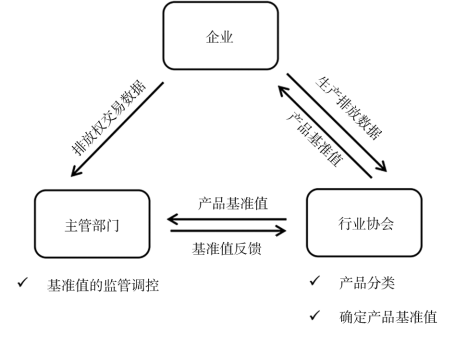 企业
排放权交易数据
生产排放数据
产品基准值
主管部门
产品基准值
基准值反馈
行业协会
✓ 基准值的监管调控
✓ 产品分类
✓ 确定产品基准值